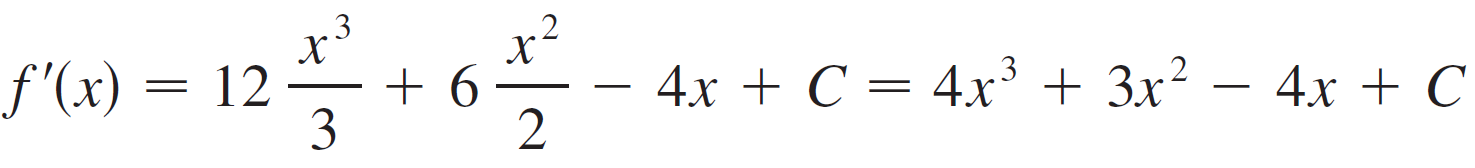 f′(x) = 12 x³/3 + 6 x²/2 − 4x + C = 4x³ + 3x² − 4x + C